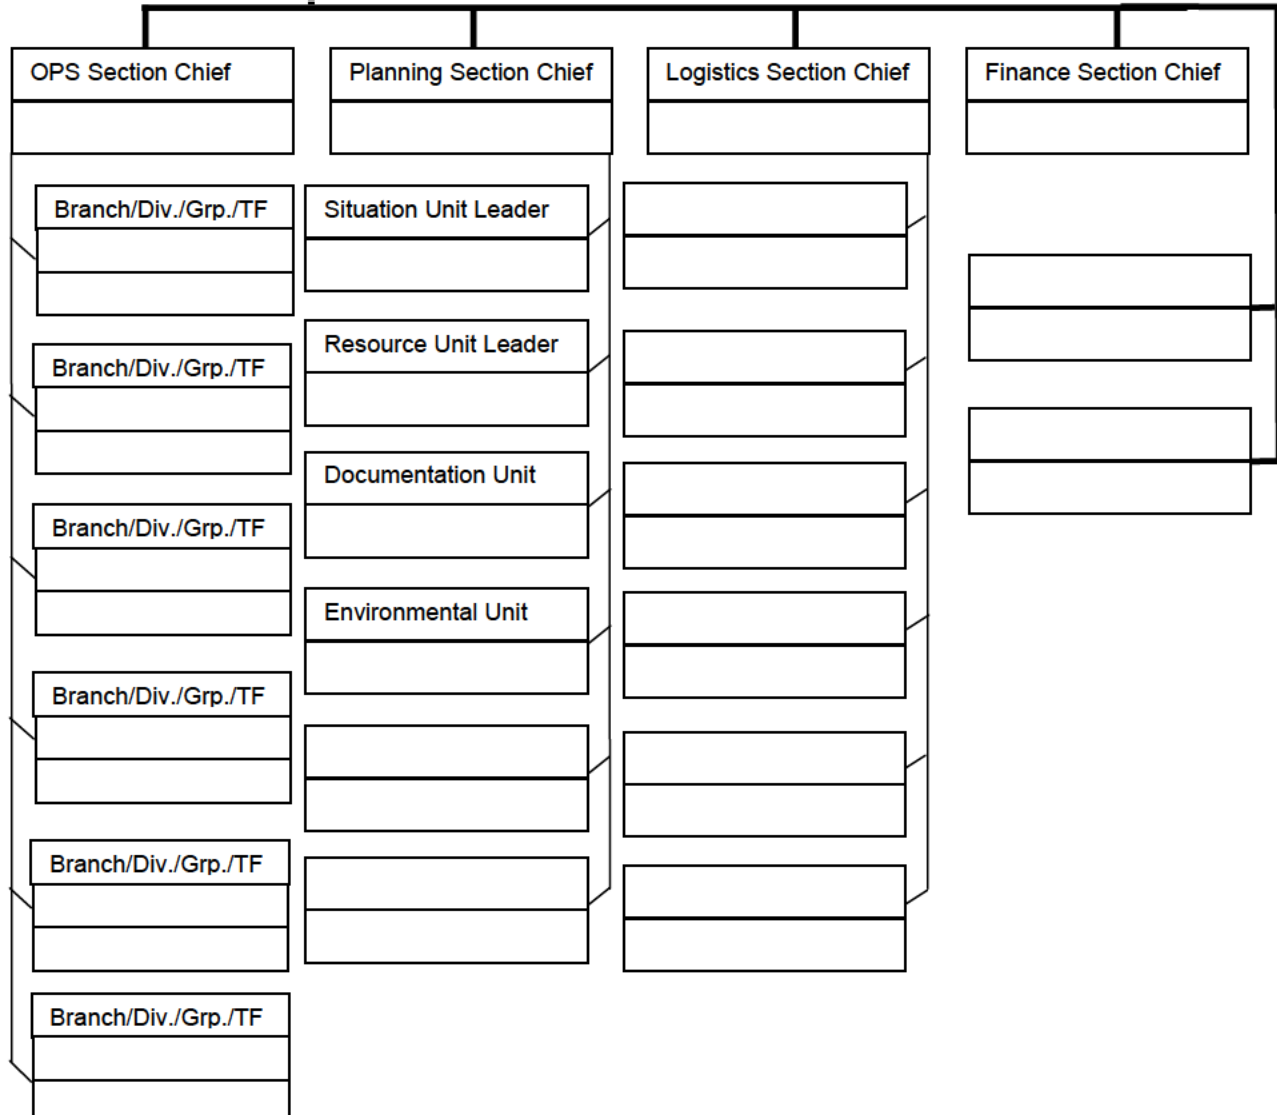 OPS Section Chief
Planning Section Chief
Logistics Section Chief
Finance Section Chief
Branch/Div./Grp./TF
Situation Unit Leader
Branch/Div./Grp./TF
Resource Unit Leader
Branch/Div./Grp./TF
Documentation Unit
Branch/Div./Grp./TF
Environmental Unit
Branch/Div./Grp./TF
Branch/Div./Grp./TF